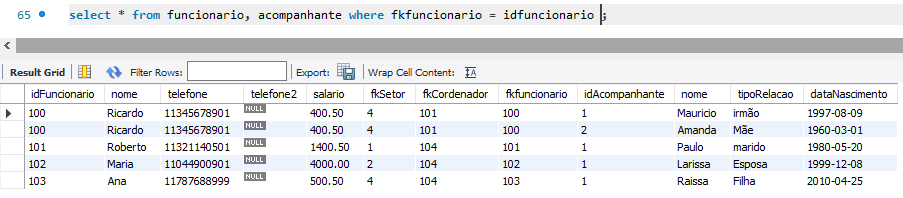 65 select * from funcionario, acompanhante where fkfuncionario = idfuncionario ;
Result Grid Filter Rows: Export: Wrap Cell Content: IA
idFuncionario nome telefone telefone2 salario fkSetor fkCordenador fkfuncionario idAcompanhante nome tipoRelacao dataNascimento
100 Ricardo 11345678901 NULL 400.50 4 101 100 1 Mauricio irmão 1997-08-09
100 Ricardo 11345678901 NULL 400.50 4 101 100 2 Amanda Mãe 1960-03-01
101 Roberto 11321140501 NULL 1400.50 1 104 101 1 Paulo marido 1980-05-20
102 Maria 11044900901 NULL 4000.00 2 104 102 1 Larissa Esposa 1999-12-08
103 Ana 11787688999 NULL 500.50 4 104 103 1 Raissa Filha 2010-04-25